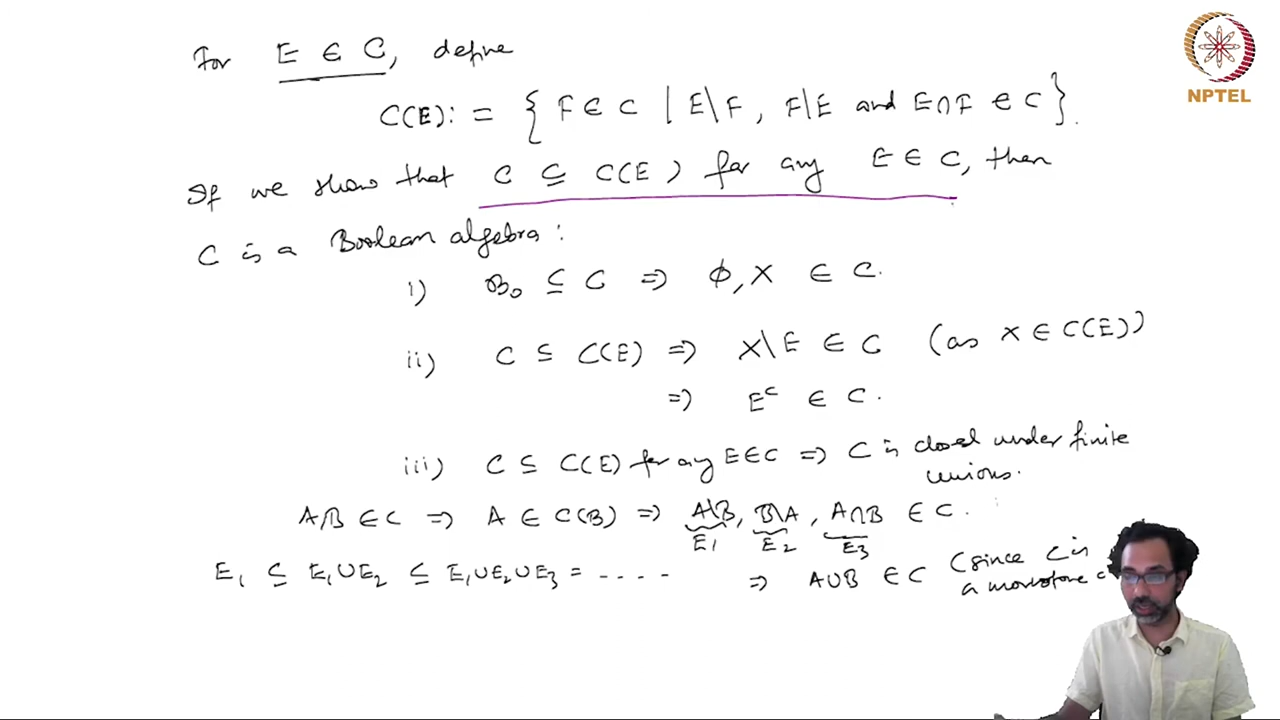 For E ∈ C, define
NPTEL
C(E) := { F ∈ C | E\F, F\E and E∩F ∈ C }.
If we show that C ⊆ C(E) for any E ∈ C, then
C is a Boolean algebra :
i) B₀ ⊆ C ⇒ ϕ, X ∈ C.
ii) C ⊆ C(E) ⇒ X\E ∈ C (as X ∈ C(E))
⇒ Eᶜ ∈ C.
iii) C ⊆ C(E) for any E∈C ⇒ C is closed under finite
unions.
A,B ∈ C ⇒ A ∈ C(B) ⇒ A\B, B\A, A∩B ∈ C.
E₁ E₂ E₃
E₁ ⊆ E₁∪E₂ ⊆ E₁∪E₂∪E₃ = ---- ⇒ A∪B ∈ C (since C is
a monotone